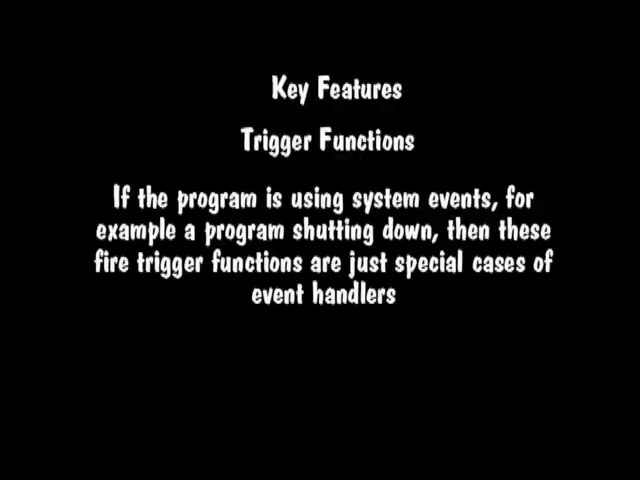 Key Features
Trigger Functions
If the program is using system events, for
example a program shutting down, then these
fire trigger functions are just special cases of
event handlers